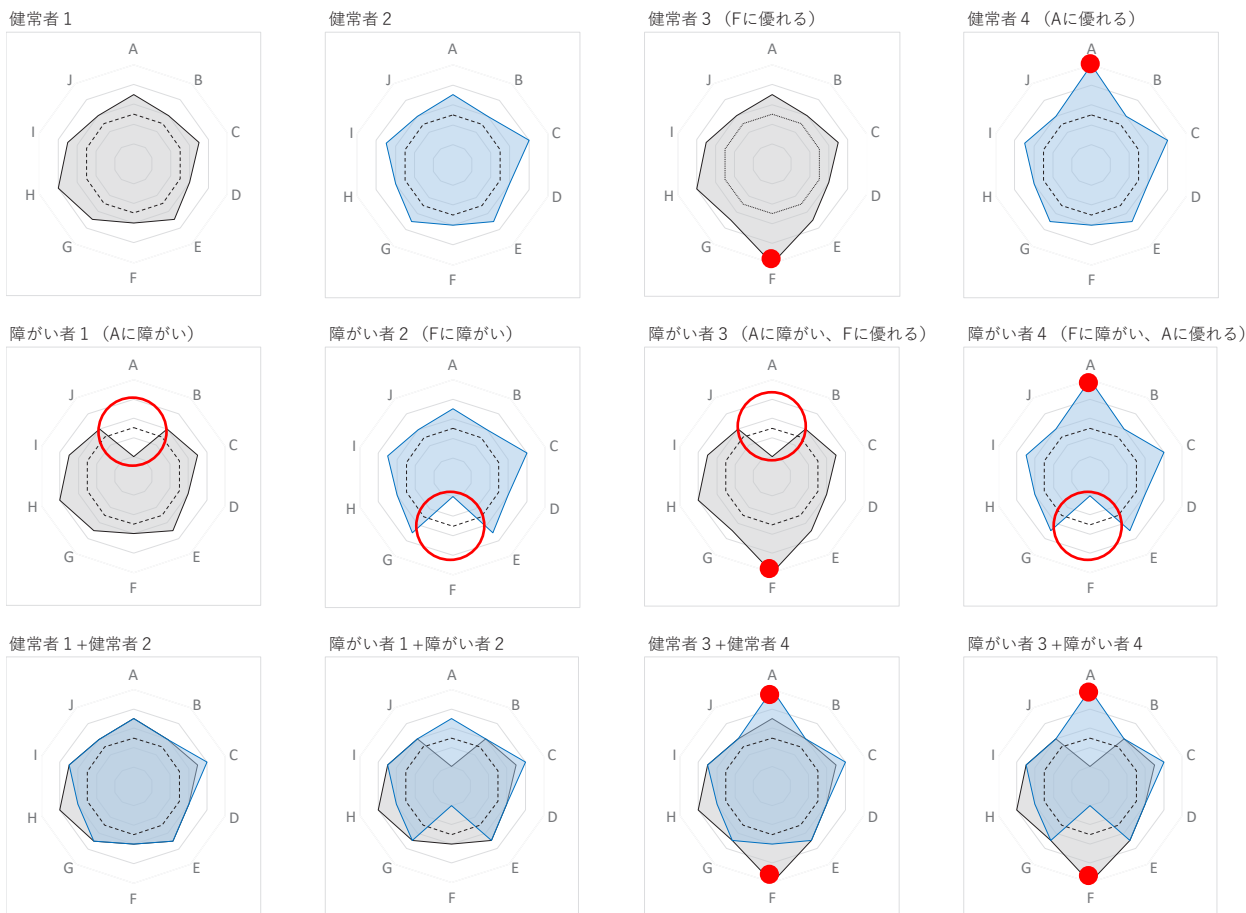 健常者１
健常者２
健常者３（Fに優れる）
健常者４（Aに優れる）
A
B
C
D
E
F
G
H
I
J
A
B
C
D
E
F
G
H
I
J
A
B
C
D
E
F
G
H
I
J
A
B
C
D
E
F
G
H
I
J
障がい者１（Aに障がい）
障がい者２（Fに障がい）
障がい者３（Aに障がい、Fに優れる）
障がい者４（Fに障がい、Aに優れる）
A
B
C
D
E
F
G
H
I
J
A
B
C
D
E
F
G
H
I
J
A
B
C
D
E
F
G
H
I
J
A
B
C
D
E
F
G
H
I
J
健常者１+健常者２
障がい者１+障がい者２
健常者３+健常者４
障がい者３+障がい者４
A
B
C
D
E
F
G
H
I
J
A
B
C
D
E
F
G
H
I
J
A
B
C
D
E
F
G
H
I
J
A
B
C
D
E
F
G
H
I
J